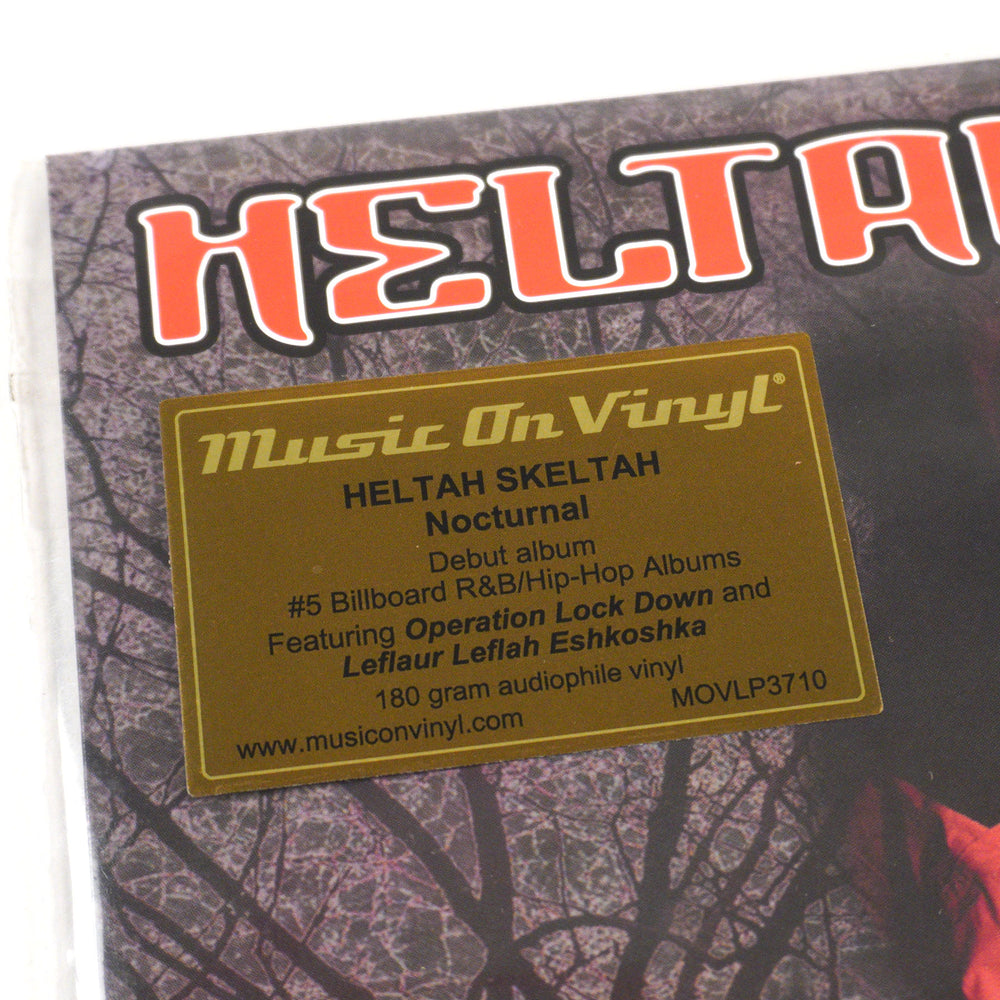 HELTA
Music On Vinyl®
HELTAH SKELTAH
Nocturnal
Debut album
#5 Billboard R&B/Hip-Hop Albums
Featuring Operation Lock Down and
Leflaur Leflah Eshkoshka
180 gram audiophile vinyl
MOVLP3710
www.musiconvinyl.com